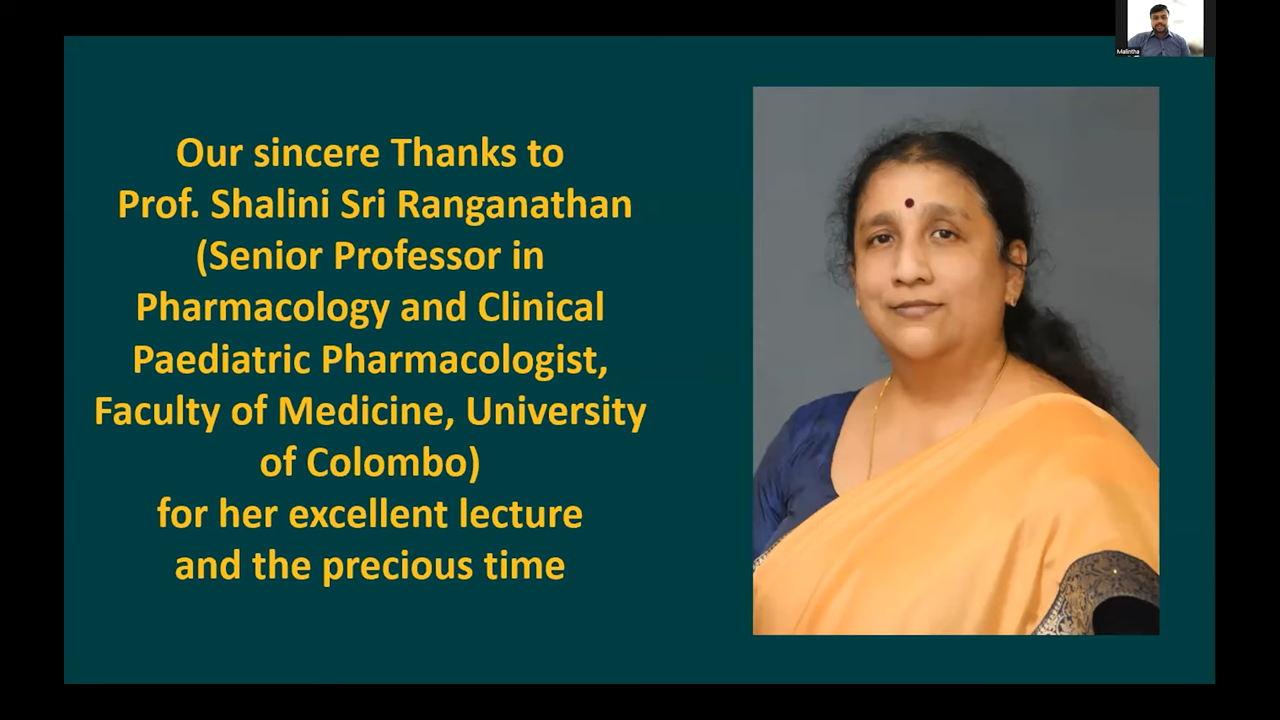 Malintha
Our sincere Thanks to
Prof. Shalini Sri Ranganathan
(Senior Professor in
Pharmacology and Clinical
Paediatric Pharmacologist,
Faculty of Medicine, University
of Colombo)
for her excellent lecture
and the precious time